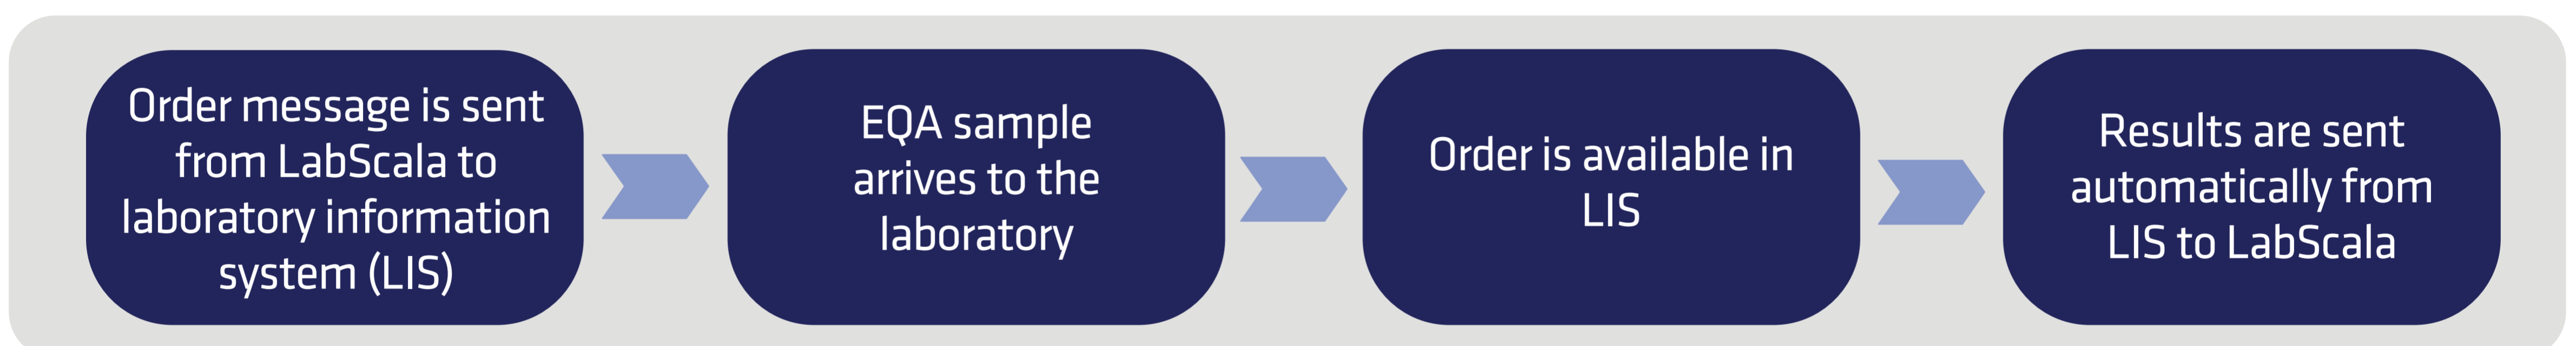 Order message is sent
from LabScala to
laboratory information
system (LIS)
EQA sample
arrives to the
laboratory
Order is available in
LIS
Results are sent
automatically from
LIS to LabScala